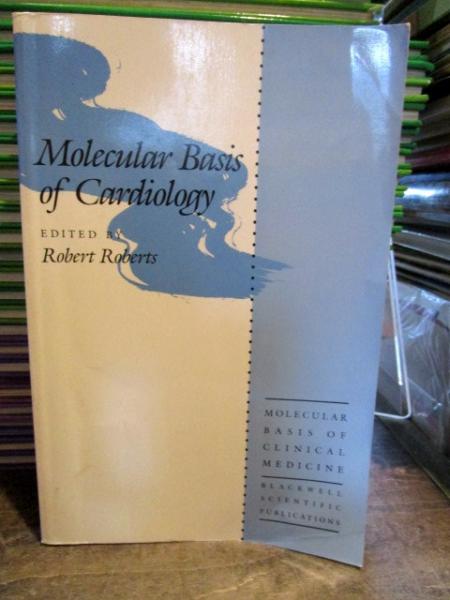 Molecular Basis
of Cardiology
EDITED BY
Robert Roberts
MOLECULAR
BASIS OF
CLINICAL
MEDICINE
BLACKWELL
SCIENTIFIC
PUBLICATIONS